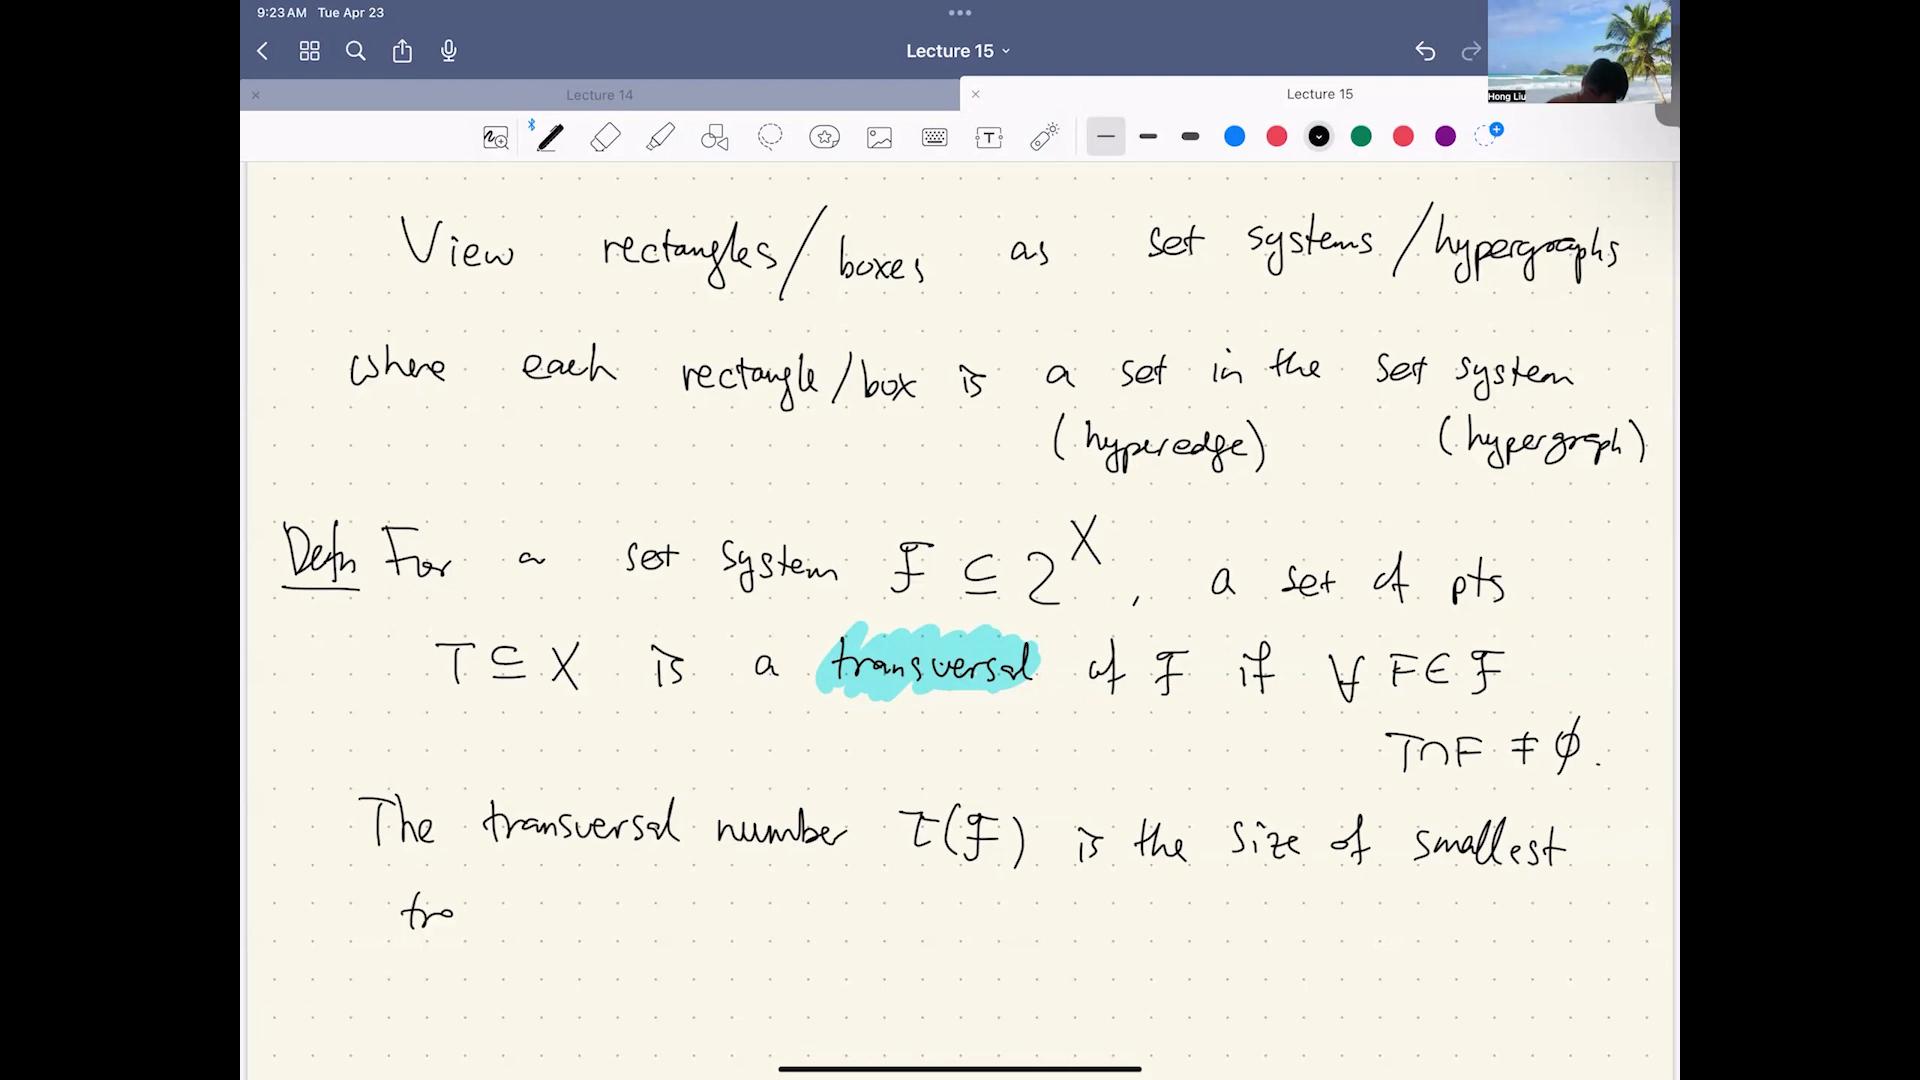 9:23 AM Tue Apr 23
Lecture 15
Hong Liu
Lecture 14
Lecture 15
View rectangles/boxes as set systems/hypergraphs
where each rectangle/box is a set in the set system
(hyperedge) (hypergraph)
Defn For a set system F ⊆ 2^X, a set of pts
T ⊆ X is a transversal of F if ∀ F ∈ F
T∩F ≠ ∅.
The transversal number τ(F) is the size of smallest
tra